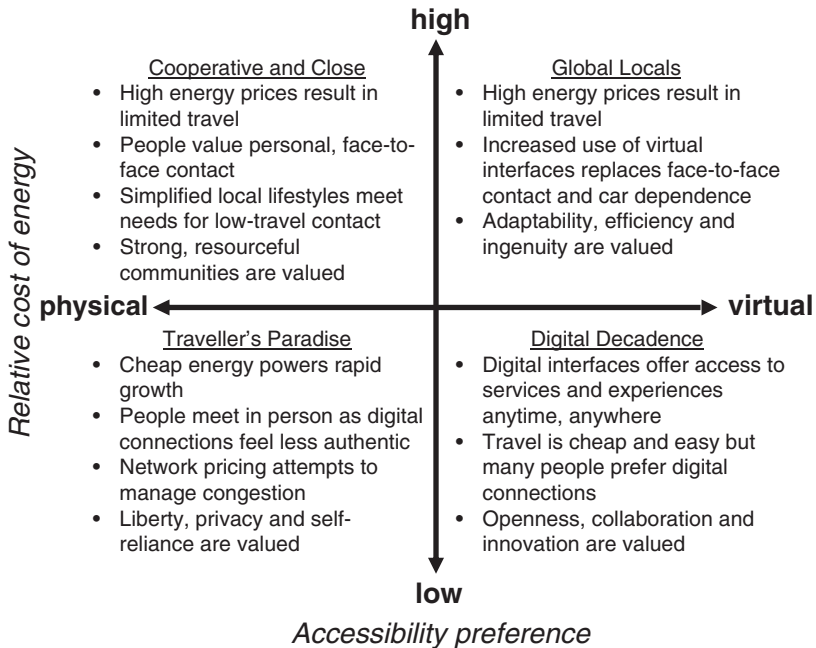 high
Cooperative and Close
• High energy prices result in
limited travel
• People value personal, face-to-
face contact
• Simplified local lifestyles meet
needs for low-travel contact
• Strong, resourceful
communities are valued
Global Locals
• High energy prices result in
limited travel
• Increased use of virtual
interfaces replaces face-to-face
contact and car dependence
• Adaptability, efficiency and
ingenuity are valued
Relative cost of energy
physical
virtual
Traveller's Paradise
• Cheap energy powers rapid
growth
• People meet in person as digital
connections feel less authentic
• Network pricing attempts to
manage congestion
• Liberty, privacy and self-
reliance are valued
Digital Decadence
• Digital interfaces offer access to
services and experiences
anytime, anywhere
• Travel is cheap and easy but
many people prefer digital
connections
• Openness, collaboration and
innovation are valued
low
Accessibility preference